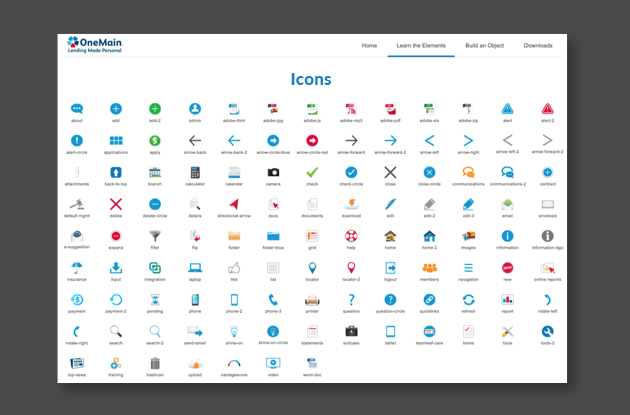 OneMain.
Lending Made Personal
Home Learn the Elements Build an Object Downloads
Icons
about add add-2 admin adobe-html adobe-jpg adobe-js adobe-mp3 adobe-pdf adobe-xls adobe-zip alert alert-2
alert-circle applications apply arrow-back arrow-back-2 arrow-circle-blue arrow-circle-red arrow-forward arrow-forward-2 arrow-left arrow-right arrow-left-2 arrow-forward-2
attachments back-to-top branch calculator calendar camera check check-circle close close-circle communications communications-2 contract
default mgmt delete delete-circle details directional-arrow docs documents download edit edit-2 edit-3 email envelope
e-suggestion expand filter flip folder folder-blue grid help home home-2 images information information-dgo
insurance input integration laptop like list locator locator-2 logout members navigation new online reports
payment payment-2 pending phone phone-2 phone-3 printer question question-circle quicklinks refresh report rotate-left
rotate-right search search-2 send-email shine-on shine-on-circle statements suitcase tablet teamleaf-care terms tools tools-2
top-news training trashcan upload vantagescore video word-doc